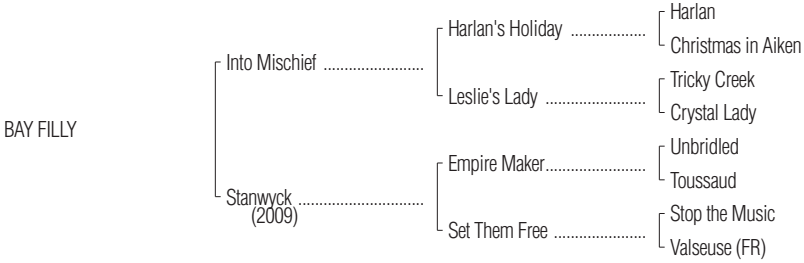 Harlan
Harlan's Holiday ....................
Christmas in Aiken
Into Mischief ..........................
Tricky Creek
Leslie's Lady ..........................
Crystal Lady
BAY FILLY
Unbridled
Empire Maker..........................
Toussaud
Stanwyck ................................
(2009)
Stop the Music
Set Them Free ........................
Valseuse (FR)